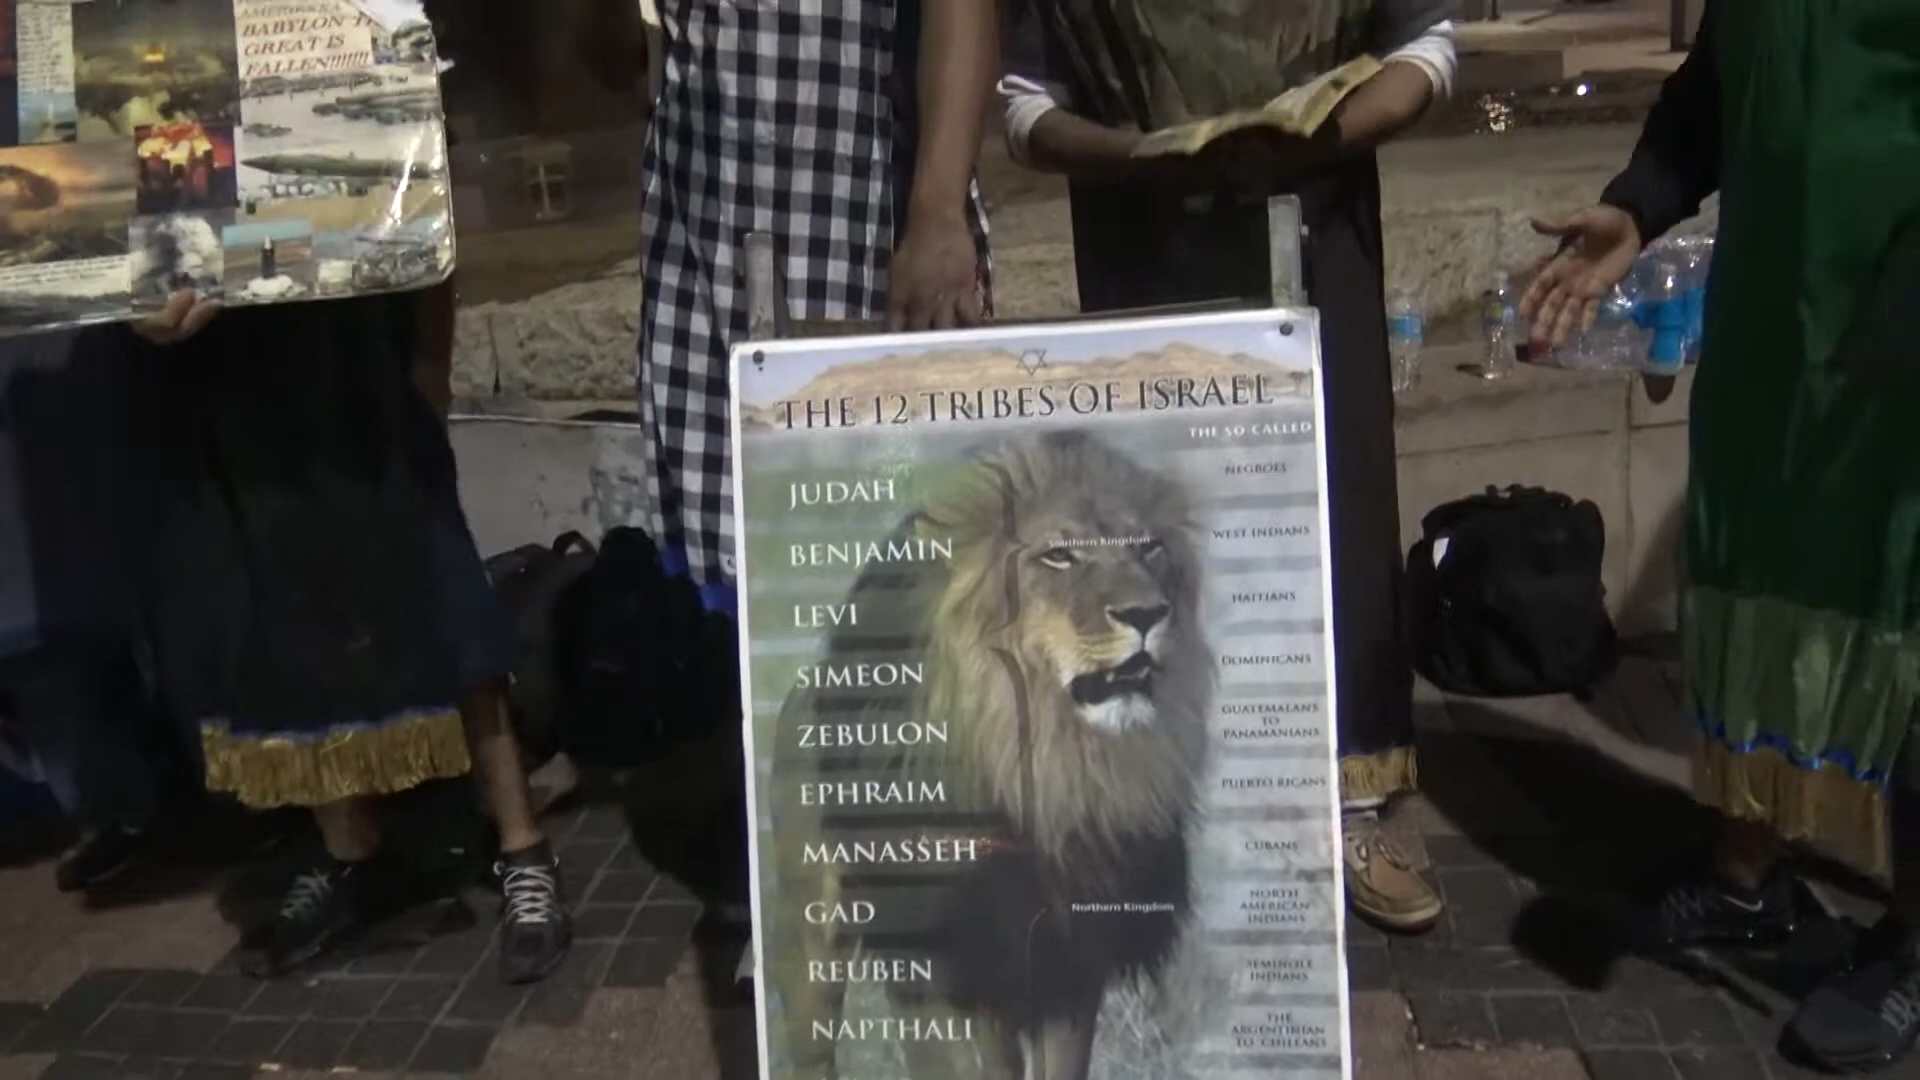 BABYLON
GREAT IS
FALLEN!!!!!!!
THE 12 TRIBES OF ISRAEL
THE SO CALLED
JUDAH
NEGROES
BENJAMIN
Southern Kingdom
WEST INDIANS
LEVI
HAITIANS
SIMEON
DOMINICANS
ZEBULON
GUATEMALANS
TO
PANAMANIANS
EPHRAIM
PUERTO RICANS
MANASSEH
CUBANS
GAD
Northern Kingdom
NORTH
AMERICAN
INDIANS
REUBEN
SEMINOLE
INDIANS
NAPTHALI
THE
ARGENTINIAN
TO CHILEANS